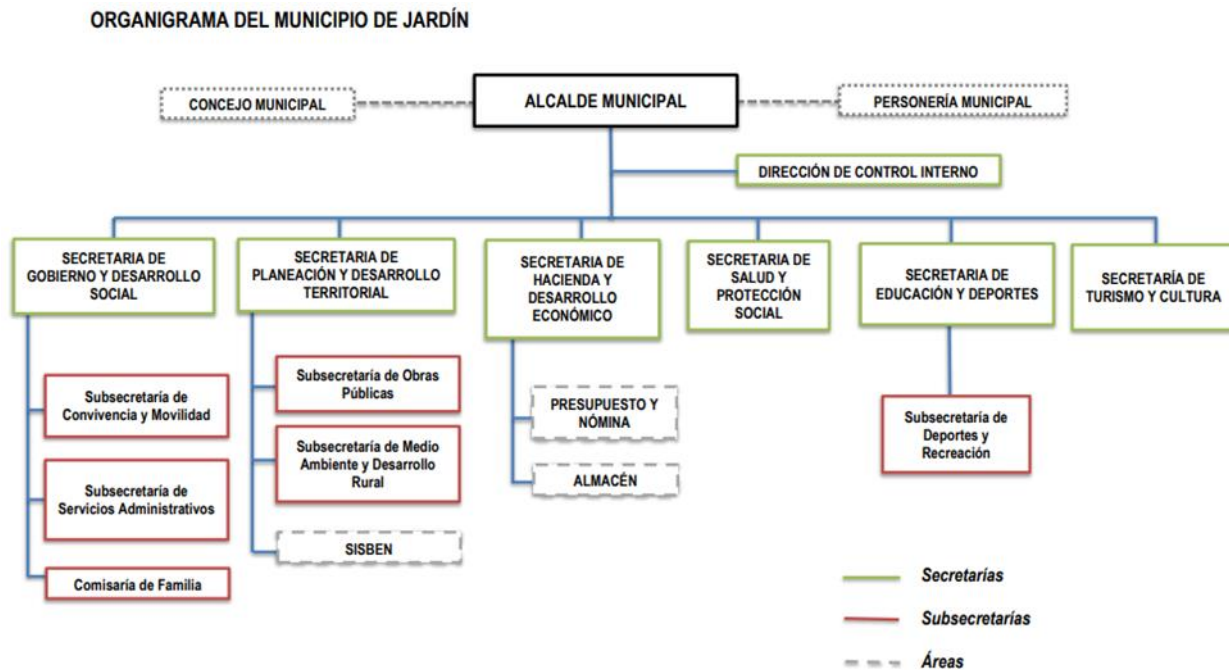 ORGANIGRAMA DEL MUNICIPIO DE JARDÍN
CONCEJO MUNICIPAL
ALCALDE MUNICIPAL
PERSONERÍA MUNICIPAL
DIRECCIÓN DE CONTROL INTERNO
SECRETARIA DE
GOBIERNO Y DESARROLLO
SOCIAL
SECRETARIA DE
PLANEACIÓN Y DESARROLLO
TERRITORIAL
SECRETARIA DE
HACIENDA Y
DESARROLLO
ECONÓMICO
SECRETARIA DE
SALUD Y
PROTECCIÓN
SOCIAL
SECRETARIA DE
EDUCACIÓN Y DEPORTES
SECRETARÍA DE
TURISMO Y CULTURA
Subsecretaría de
Convivencia y Movilidad
Subsecretaría de
Servicios Administrativos
Comisaría de Familia
Subsecretaría de Obras
Públicas
Subsecretaría de Medio
Ambiente y Desarrollo
Rural
SISBEN
PRESUPUESTO Y
NÓMINA
ALMACÉN
Subsecretaría de
Deportes y
Recreación
Secretarías
Subsecretarías
Áreas